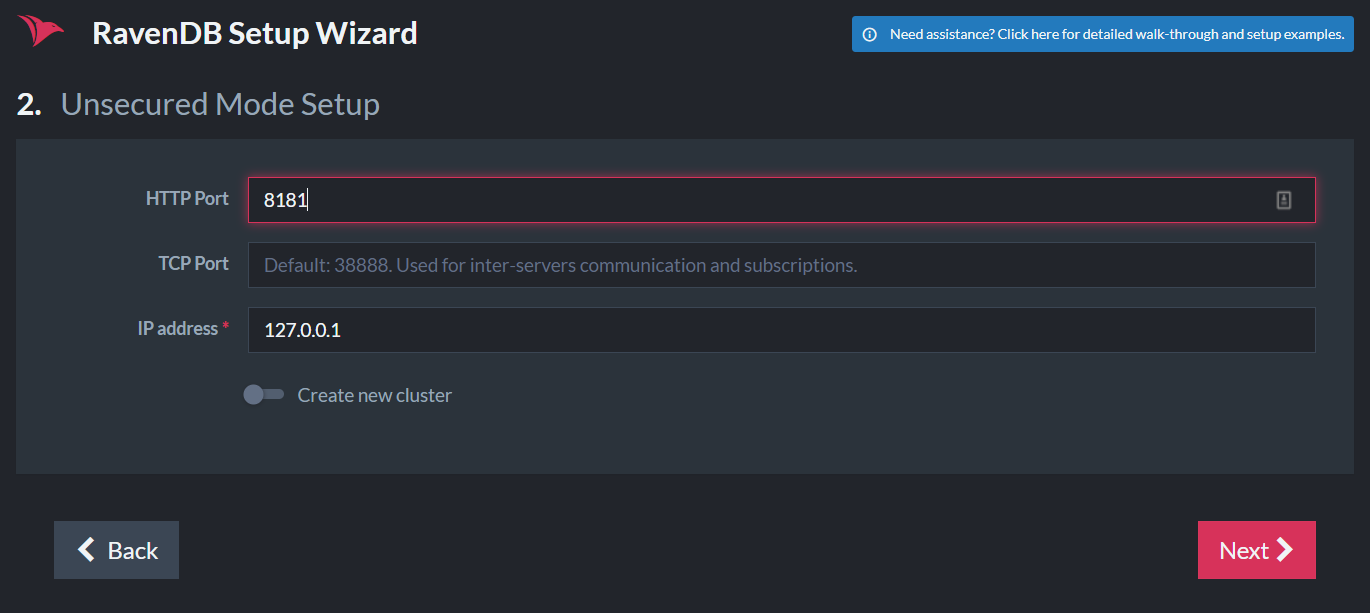 RavenDB Setup Wizard
Need assistance? Click here for detailed walk-through and setup examples.
2. Unsecured Mode Setup
HTTP Port 8181
TCP Port Default: 38888. Used for inter-servers communication and subscriptions.
IP address * 127.0.0.1
Create new cluster
Back
Next